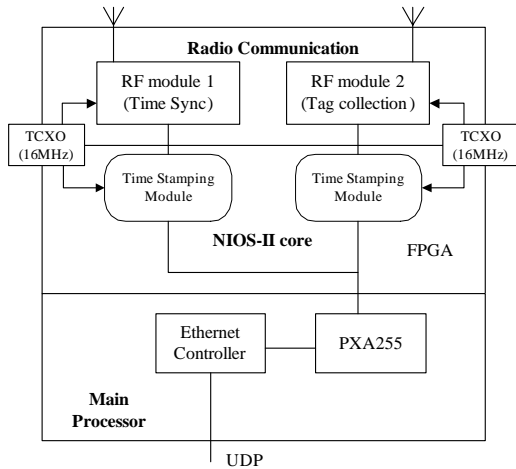 Radio Communication
RF module 1
(Time Sync)
RF module 2
(Tag collection)
TCXO
(16MHz)
TCXO
(16MHz)
Time Stamping
Module
Time Stamping
Module
NIOS-II core
FPGA
Ethernet
Controller
PXA255
Main
Processor
UDP